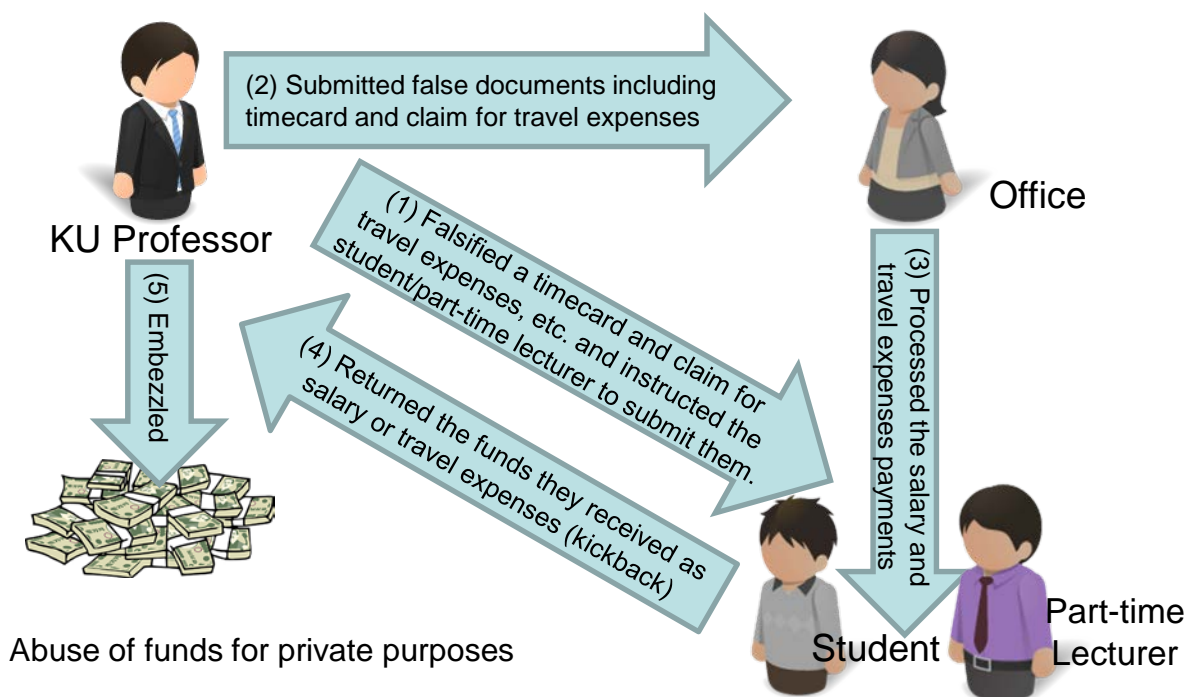 (2) Submitted false documents including
timecard and claim for travel expenses
KU Professor
Office
(1) Falsified a timecard and claim for
travel expenses, etc. and instructed the
student/part-time lecturer to submit them.
(3) Processed the salary and
travel expenses payments
(5) Embezzled
(4) Returned the funds they received as
salary or travel expenses (kickback)
Abuse of funds for private purposes
Student
Part-time
Lecturer